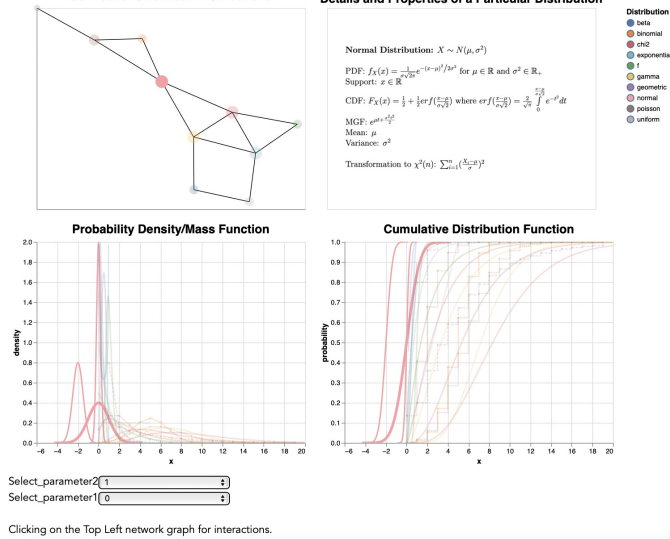 Details and Properties of a Particular Distribution
Normal Distribution: X ∼ N(μ, σ²)
PDF: f_X(x) = 1/(σ√2π) e^(−(x−μ)²/2σ²) for μ ∈ ℝ and σ² ∈ ℝ₊
Support: x ∈ ℝ
CDF: F_X(x) = 1/2 + 1/2 erf((x−μ)/(σ√2)) where erf((x−μ)/(σ√2)) = 2/√π ∫₀^((x−μ)/(σ√2)) e^(−t²) dt
MGF: e^(μt+σ²t²/2)
Mean: μ
Variance: σ²
Transformation to χ²(n): Σⁿᵢ₌₁((Xᵢ−μ)/σ)²
Distribution
beta
binomial
chi2
exponentia
f
gamma
geometric
normal
poisson
uniform
Probability Density/Mass Function
2.0
1.8
1.6
1.4
1.2
1.0
0.8
0.6
0.4
0.2
0.0
density
−6 −4 −2 0 2 4 6 8 10 12 14 16 18 20
x
Cumulative Distribution Function
1.0
0.9
0.8
0.7
0.6
0.5
0.4
0.3
0.2
0.1
0.0
probability
−6 −4 −2 0 2 4 6 8 10 12 14 16 18 20
x
Select_parameter2 1
Select_parameter1 0
Clicking on the Top Left network graph for interactions.